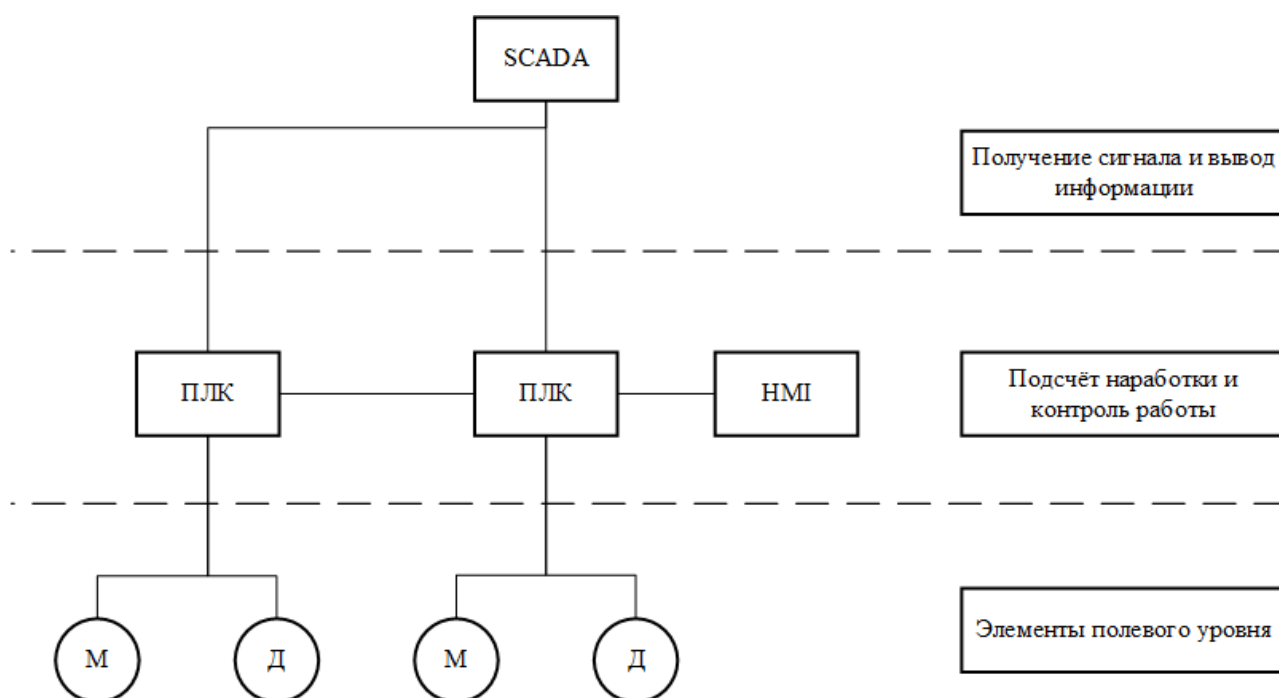 SCADA
Получение сигнала и вывод
информации
ПЛК
ПЛК
HMI
Подсчёт наработки и
контроль работы
М
Д
М
Д
Элементы полевого уровня